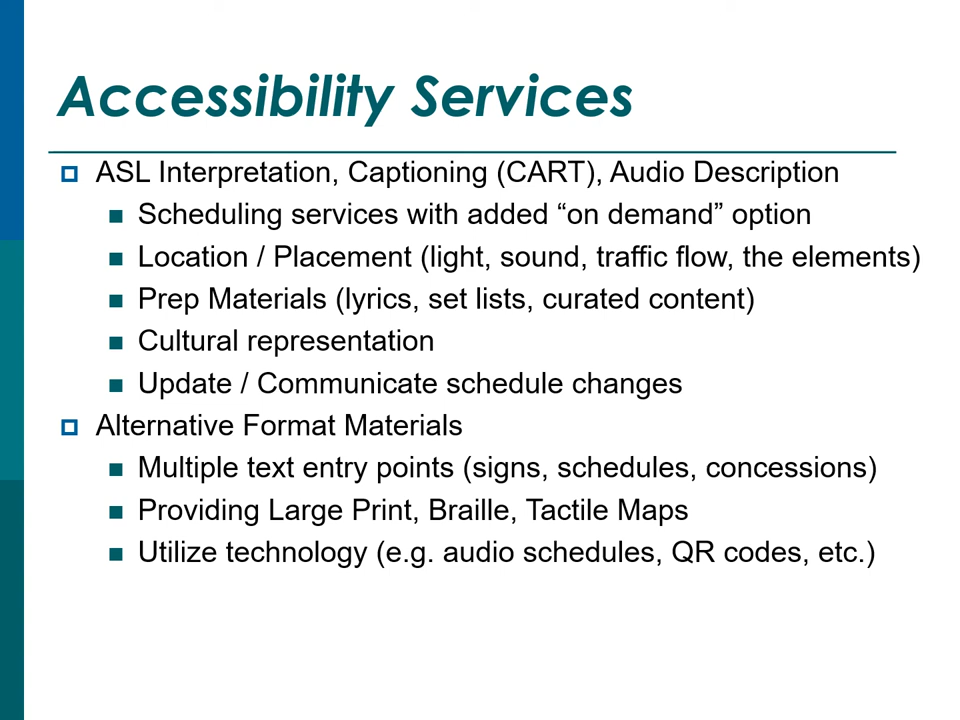 Accessibility Services
ASL Interpretation, Captioning (CART), Audio Description
Scheduling services with added “on demand” option
Location / Placement (light, sound, traffic flow, the elements)
Prep Materials (lyrics, set lists, curated content)
Cultural representation
Update / Communicate schedule changes
Alternative Format Materials
Multiple text entry points (signs, schedules, concessions)
Providing Large Print, Braille, Tactile Maps
Utilize technology (e.g. audio schedules, QR codes, etc.)